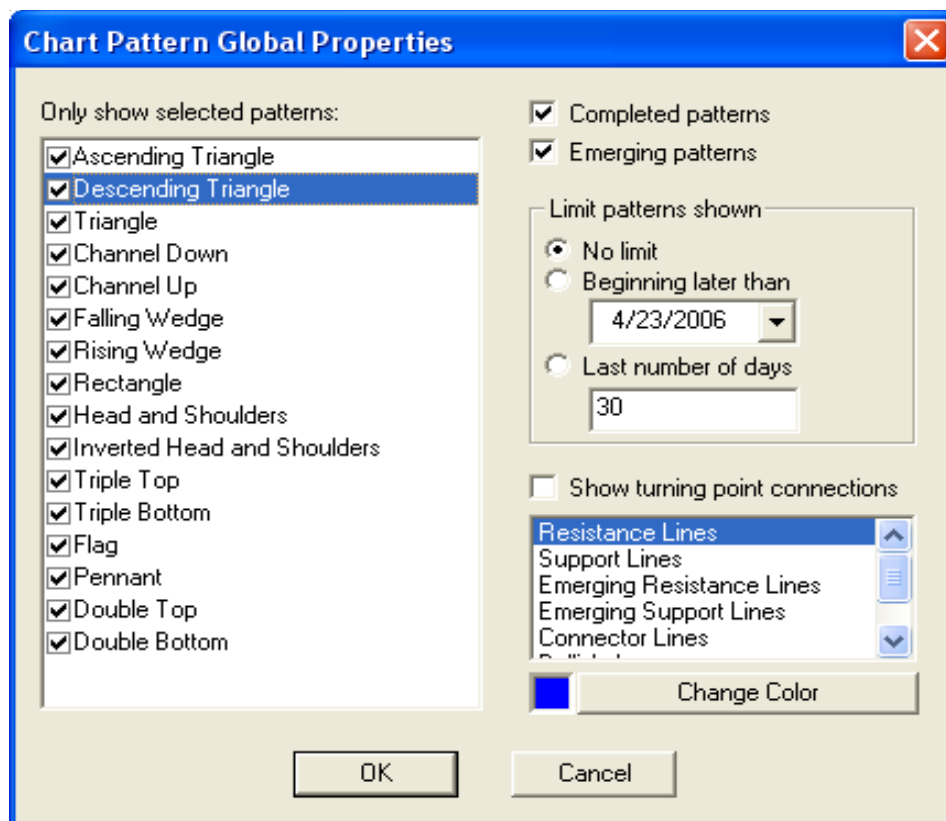 Chart Pattern Global Properties
Only show selected patterns:
Ascending Triangle
Descending Triangle
Triangle
Channel Down
Channel Up
Falling Wedge
Rising Wedge
Rectangle
Head and Shoulders
Inverted Head and Shoulders
Triple Top
Triple Bottom
Flag
Pennant
Double Top
Double Bottom
Completed patterns
Emerging patterns
Limit patterns shown
No limit
Beginning later than
4/23/2006
Last number of days
30
Show turning point connections
Resistance Lines
Support Lines
Emerging Resistance Lines
Emerging Support Lines
Connector Lines
Change Color
OK
Cancel